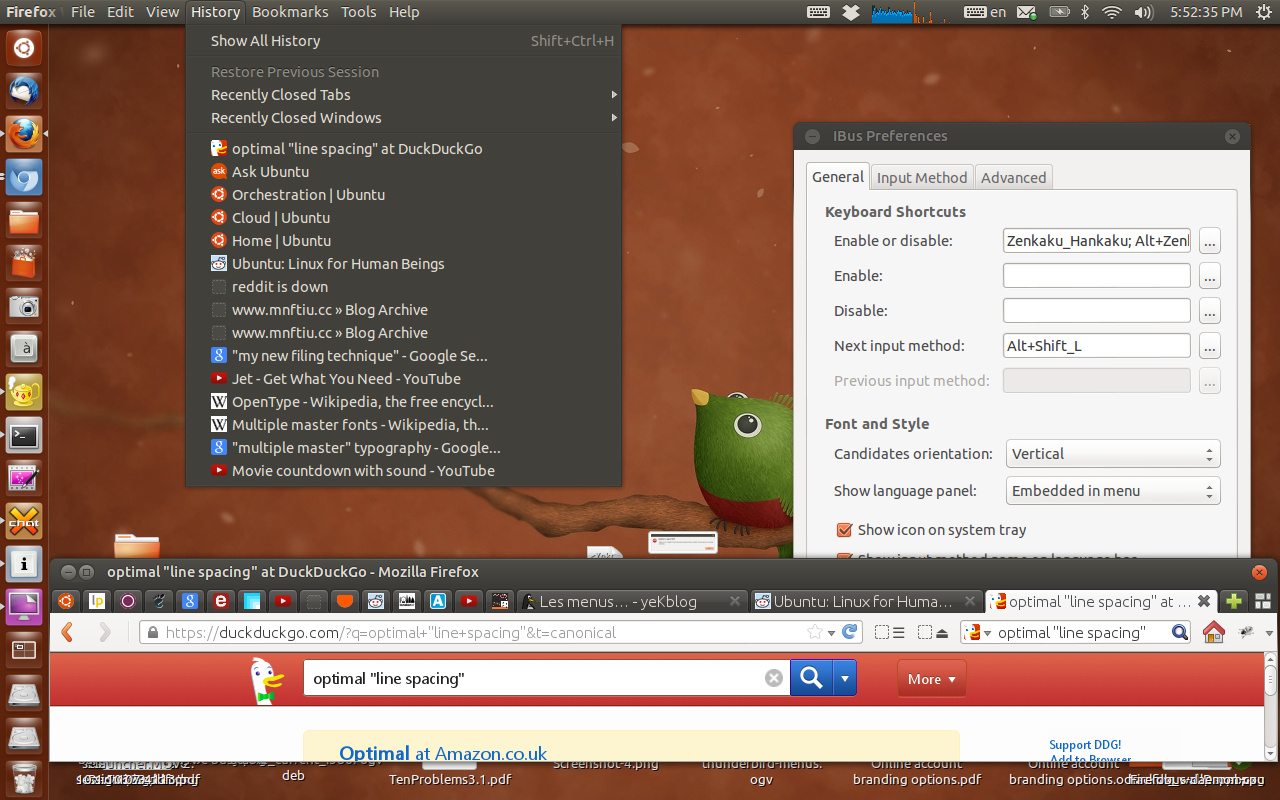 Firefox File Edit View History Bookmarks Tools Help en 5:52:35 PM
Show All History Shift+Ctrl+H
Restore Previous Session
Recently Closed Tabs
Recently Closed Windows
optimal "line spacing" at DuckDuckGo
Ask Ubuntu
Orchestration | Ubuntu
Cloud | Ubuntu
Home | Ubuntu
Ubuntu: Linux for Human Beings
reddit is down
www.mnftiu.cc » Blog Archive
www.mnftiu.cc » Blog Archive
"my new filing technique" - Google Se...
Jet - Get What You Need - YouTube
OpenType - Wikipedia, the free encycl...
Multiple master fonts - Wikipedia, th...
"multiple master" typography - Google...
Movie countdown with sound - YouTube
IBus Preferences
General Input Method Advanced
Keyboard Shortcuts
Enable or disable: Zenkaku_Hankaku; Alt+Zenl ...
Enable: ...
Disable: ...
Next input method: Alt+Shift_L ...
Previous input method: ...
Font and Style
Candidates orientation: Vertical
Show language panel: Embedded in menu
Show icon on system tray
optimal "line spacing" at DuckDuckGo - Mozilla Firefox
Les menus... - yeKblog Ubuntu: Linux for Huma... optimal "line spacing" at ...
https://duckduckgo.com/?q=optimal+"line+spacing"&t=canonical optimal "line spacing"
optimal "line spacing" More
Optimal at Amazon.co.uk
Support DDG!
Add to Browser
Screenshot-4.png thunderbird-menus. Online account Online account
deb TenProblems3.1.pdf ogv branding options.pdf branding options.od